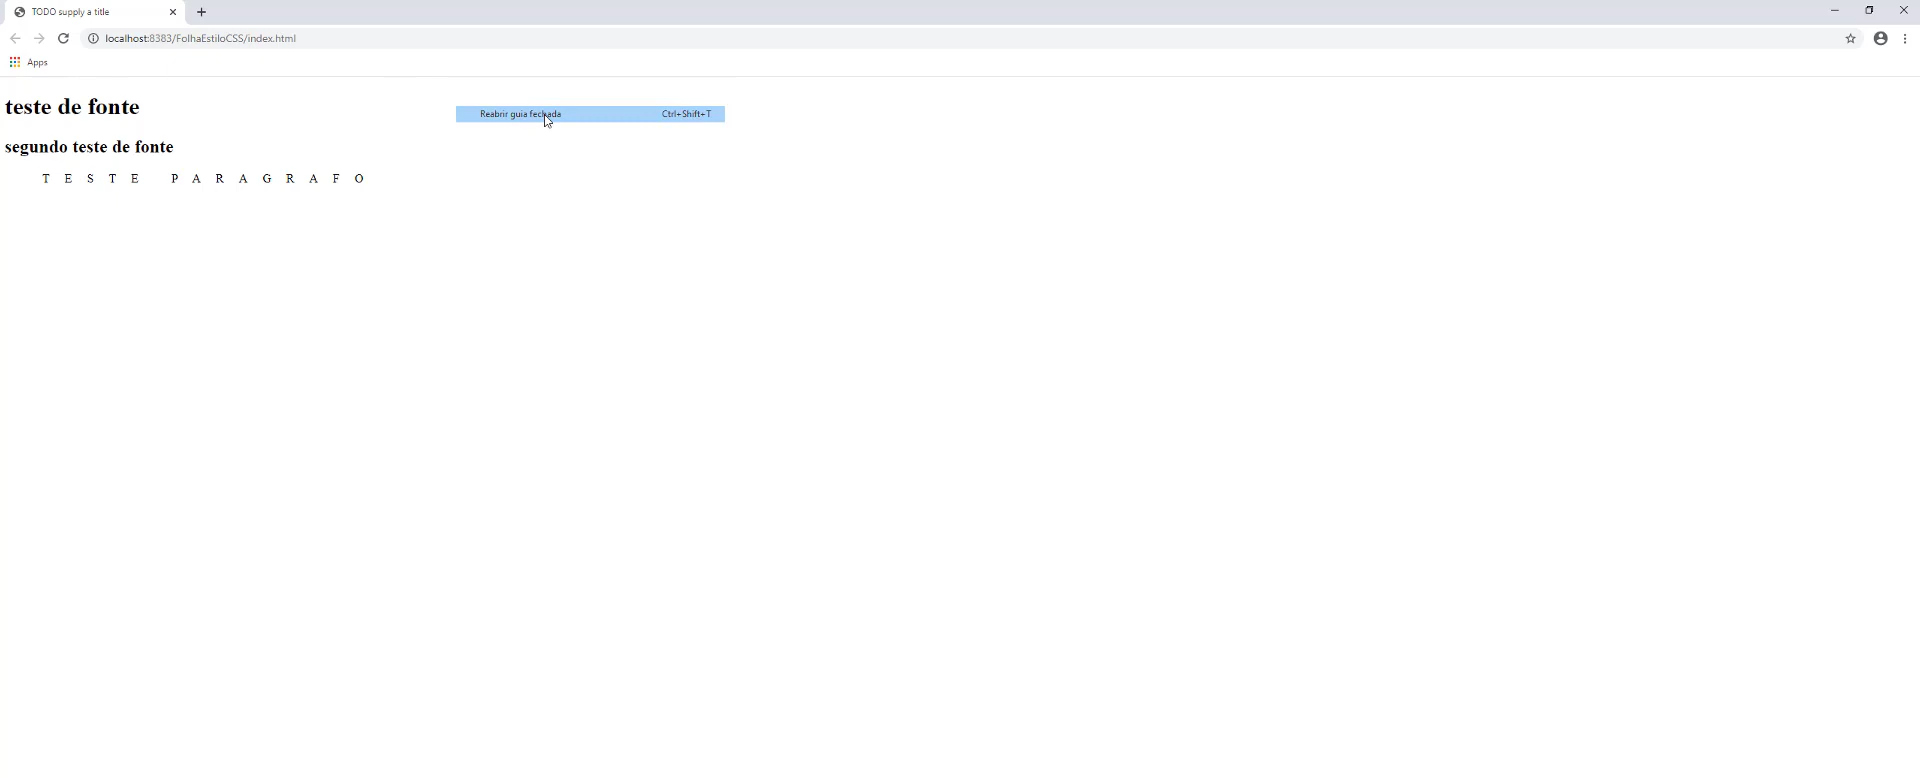 TODO supply a title
localhost:8383/FolhaEstiloCSS/index.html
Apps
teste de fonte
Reabrir guia fechada Ctrl+Shift+T
segundo teste de fonte
T E S T E P A R A G R A F O